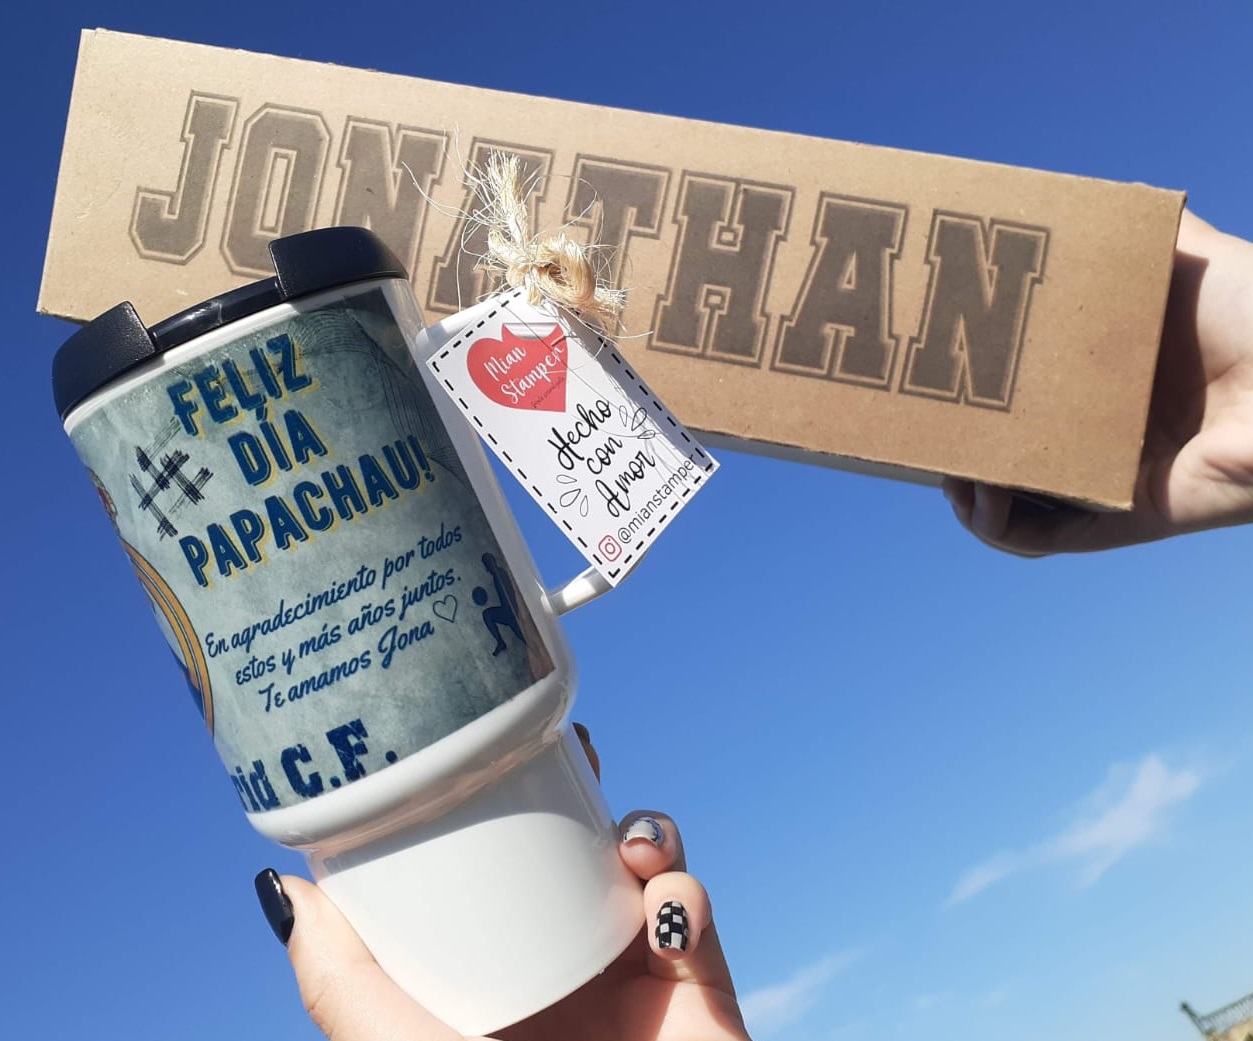 JONATHAN
FELIZ
DÍA
PAPACHAU!
En agradecimiento por todos
estos y más años juntos.
Te amamos Jona
rid C.F.
Mian
Stamper
Hecho
con
Amor
@mianstamper